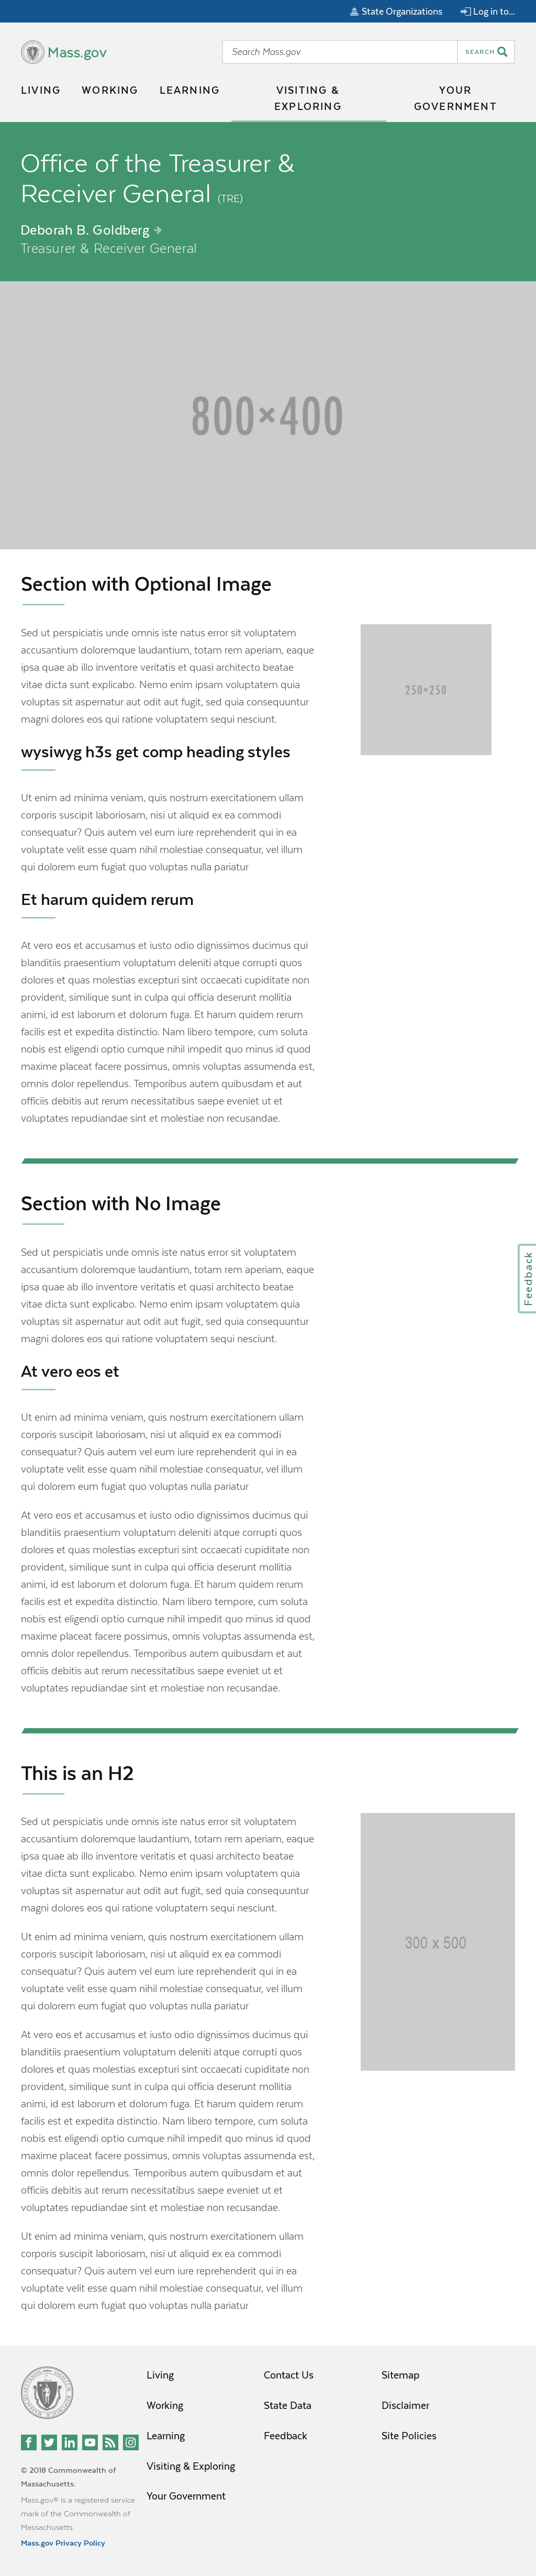 State Organizations
Log in to...
Mass.gov
Search Mass.gov
SEARCH
LIVING
WORKING
LEARNING
VISITING &
EXPLORING
YOUR
GOVERNMENT
Office of the Treasurer &
Receiver General (TRE)
Deborah B. Goldberg
Treasurer & Receiver General
800×400
Section with Optional Image
Sed ut perspiciatis unde omnis iste natus error sit voluptatem
accusantium doloremque laudantium, totam rem aperiam, eaque
ipsa quae ab illo inventore veritatis et quasi architecto beatae
vitae dicta sunt explicabo. Nemo enim ipsam voluptatem quia
voluptas sit aspernatur aut odit aut fugit, sed quia consequuntur
magni dolores eos qui ratione voluptatem sequi nesciunt.
250×250
wysiwyg h3s get comp heading styles
Ut enim ad minima veniam, quis nostrum exercitationem ullam
corporis suscipit laboriosam, nisi ut aliquid ex ea commodi
consequatur? Quis autem vel eum iure reprehenderit qui in ea
voluptate velit esse quam nihil molestiae consequatur, vel illum
qui dolorem eum fugiat quo voluptas nulla pariatur
Et harum quidem rerum
At vero eos et accusamus et iusto odio dignissimos ducimus qui
blanditiis praesentium voluptatum deleniti atque corrupti quos
dolores et quas molestias excepturi sint occaecati cupiditate non
provident, similique sunt in culpa qui officia deserunt mollitia
animi, id est laborum et dolorum fuga. Et harum quidem rerum
facilis est et expedita distinctio. Nam libero tempore, cum soluta
nobis est eligendi optio cumque nihil impedit quo minus id quod
maxime placeat facere possimus, omnis voluptas assumenda est,
omnis dolor repellendus. Temporibus autem quibusdam et aut
officiis debitis aut rerum necessitatibus saepe eveniet ut et
voluptates repudiandae sint et molestiae non recusandae.
Section with No Image
Sed ut perspiciatis unde omnis iste natus error sit voluptatem
accusantium doloremque laudantium, totam rem aperiam, eaque
ipsa quae ab illo inventore veritatis et quasi architecto beatae
vitae dicta sunt explicabo. Nemo enim ipsam voluptatem quia
voluptas sit aspernatur aut odit aut fugit, sed quia consequuntur
magni dolores eos qui ratione voluptatem sequi nesciunt.
Feedback
At vero eos et
Ut enim ad minima veniam, quis nostrum exercitationem ullam
corporis suscipit laboriosam, nisi ut aliquid ex ea commodi
consequatur? Quis autem vel eum iure reprehenderit qui in ea
voluptate velit esse quam nihil molestiae consequatur, vel illum
qui dolorem eum fugiat quo voluptas nulla pariatur
At vero eos et accusamus et iusto odio dignissimos ducimus qui
blanditiis praesentium voluptatum deleniti atque corrupti quos
dolores et quas molestias excepturi sint occaecati cupiditate non
provident, similique sunt in culpa qui officia deserunt mollitia
animi, id est laborum et dolorum fuga. Et harum quidem rerum
facilis est et expedita distinctio. Nam libero tempore, cum soluta
nobis est eligendi optio cumque nihil impedit quo minus id quod
maxime placeat facere possimus, omnis voluptas assumenda est,
omnis dolor repellendus. Temporibus autem quibusdam et aut
officiis debitis aut rerum necessitatibus saepe eveniet ut et
voluptates repudiandae sint et molestiae non recusandae.
This is an H2
Sed ut perspiciatis unde omnis iste natus error sit voluptatem
accusantium doloremque laudantium, totam rem aperiam, eaque
ipsa quae ab illo inventore veritatis et quasi architecto beatae
vitae dicta sunt explicabo. Nemo enim ipsam voluptatem quia
voluptas sit aspernatur aut odit aut fugit, sed quia consequuntur
magni dolores eos qui ratione voluptatem sequi nesciunt.
300 x 500
Ut enim ad minima veniam, quis nostrum exercitationem ullam
corporis suscipit laboriosam, nisi ut aliquid ex ea commodi
consequatur? Quis autem vel eum iure reprehenderit qui in ea
voluptate velit esse quam nihil molestiae consequatur, vel illum
qui dolorem eum fugiat quo voluptas nulla pariatur
At vero eos et accusamus et iusto odio dignissimos ducimus qui
blanditiis praesentium voluptatum deleniti atque corrupti quos
dolores et quas molestias excepturi sint occaecati cupiditate non
provident, similique sunt in culpa qui officia deserunt mollitia
animi, id est laborum et dolorum fuga. Et harum quidem rerum
facilis est et expedita distinctio. Nam libero tempore, cum soluta
nobis est eligendi optio cumque nihil impedit quo minus id quod
maxime placeat facere possimus, omnis voluptas assumenda est,
omnis dolor repellendus. Temporibus autem quibusdam et aut
officiis debitis aut rerum necessitatibus saepe eveniet ut et
voluptates repudiandae sint et molestiae non recusandae.
Ut enim ad minima veniam, quis nostrum exercitationem ullam
corporis suscipit laboriosam, nisi ut aliquid ex ea commodi
consequatur? Quis autem vel eum iure reprehenderit qui in ea
voluptate velit esse quam nihil molestiae consequatur, vel illum
qui dolorem eum fugiat quo voluptas nulla pariatur
Living
Working
Learning
Visiting & Exploring
Your Government
Contact Us
State Data
Feedback
Sitemap
Disclaimer
Site Policies
© 2018 Commonwealth of
Massachusetts.
Mass.gov® is a registered service
mark of the Commonwealth of
Massachusetts.
Mass.gov Privacy Policy